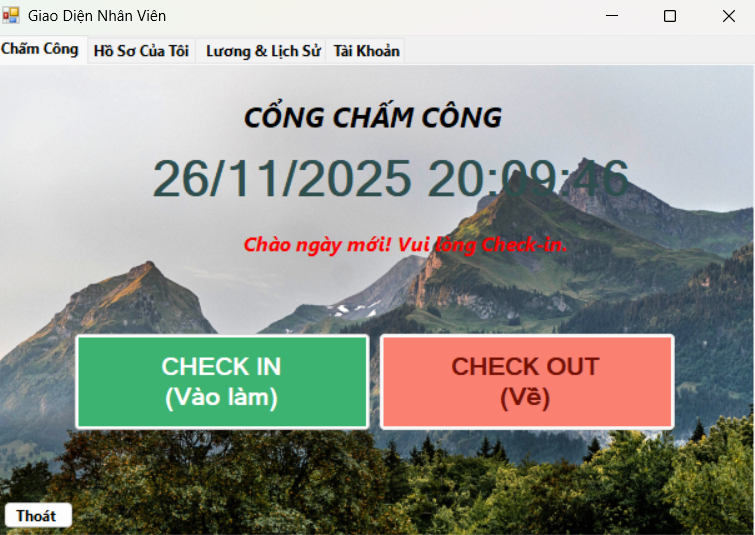 Giao Diện Nhân Viên
Chấm Công Hồ Sơ Của Tôi Lương & Lịch Sử Tài Khoản
CỔNG CHẤM CÔNG
26/11/2025 20:09:46
Chào ngày mới! Vui lòng Check-in.
CHECK IN
(Vào làm)
CHECK OUT
(Về)
Thoát